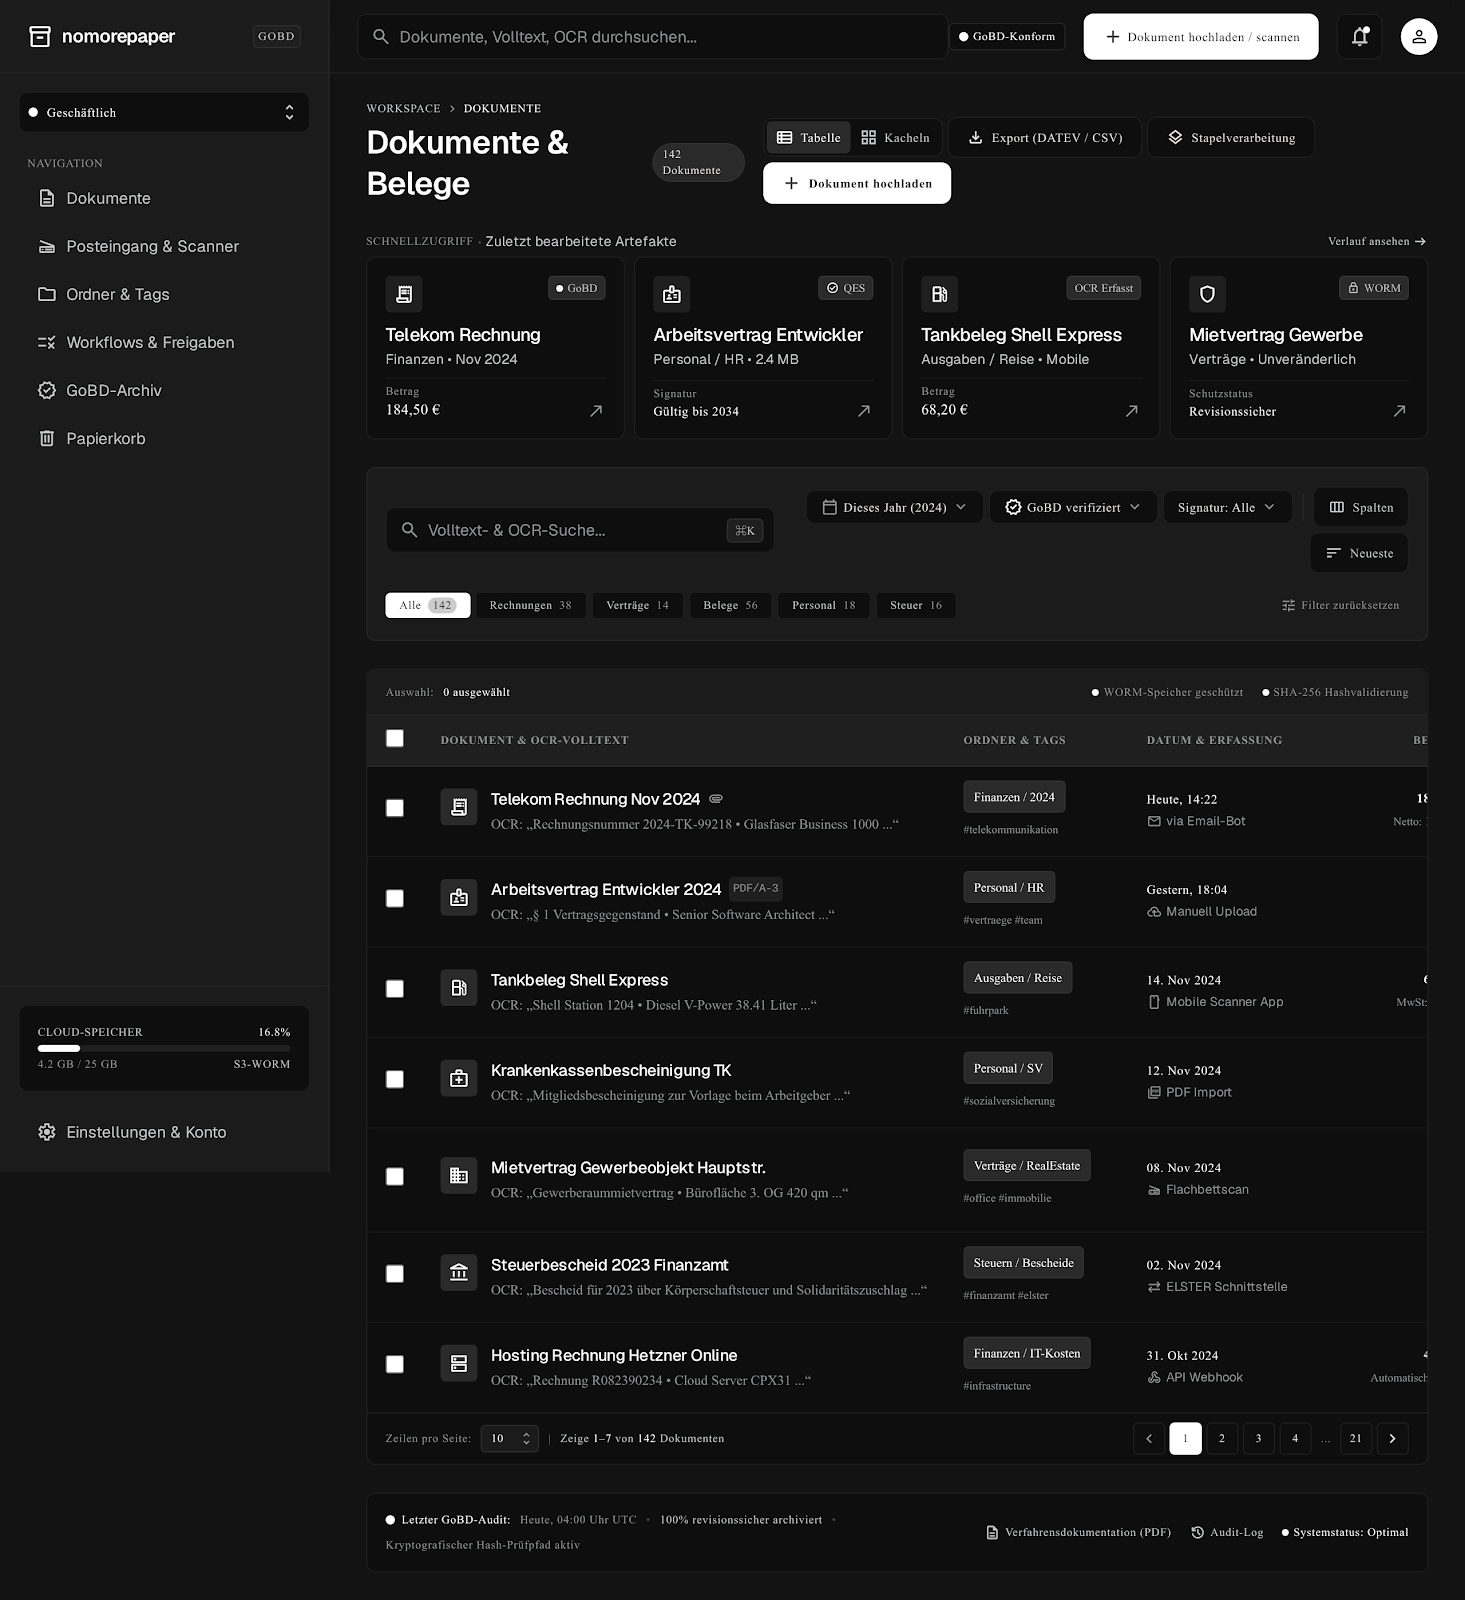 nomorepaper
GOBD
Dokumente, Volltext, OCR durchsuchen...
GoBD-Konform
Dokument hochladen / scannen
Geschäftlich
NAVIGATION
Dokumente
Posteingang & Scanner
Ordner & Tags
Workflows & Freigaben
GoBD-Archiv
Papierkorb
CLOUD-SPEICHER 16.8%
4.2 GB / 25 GB S3-WORM
Einstellungen & Konto
WORKSPACE > DOKUMENTE
Dokumente &
Belege
142
Dokumente
Tabelle Kacheln
Export (DATEV / CSV)
Stapelverarbeitung
Dokument hochladen
SCHNELLZUGRIFF • Zuletzt bearbeitete Artefakte
Verlauf ansehen →
GoBD
Telekom Rechnung
Finanzen • Nov 2024
Betrag
184,50 €
QES
Arbeitsvertrag Entwickler
Personal / HR • 2.4 MB
Signatur
Gültig bis 2034
OCR Erfasst
Tankbeleg Shell Express
Ausgaben / Reise • Mobile
Betrag
68,20 €
WORM
Mietvertrag Gewerbe
Verträge • Unveränderlich
Schutzstatus
Revisionssicher
Volltext- & OCR-Suche...
⌘K
Dieses Jahr (2024)
GoBD verifiziert
Signatur: Alle
Spalten
Neueste
Alle 142
Rechnungen 38
Verträge 14
Belege 56
Personal 18
Steuer 16
Filter zurücksetzen
Auswahl: 0 ausgewählt
WORM-Speicher geschützt
SHA-256 Hashvalidierung
DOKUMENT & OCR-VOLLTEXT ORDNER & TAGS DATUM & ERFASSUNG BE
Telekom Rechnung Nov 2024
OCR: „Rechnungsnummer 2024-TK-99218 • Glasfaser Business 1000 ...“
Finanzen / 2024
#telekommunikation
Heute, 14:22
via Email-Bot
18
Netto:
Arbeitsvertrag Entwickler 2024 PDF/A-3
OCR: „§ 1 Vertragsgegenstand • Senior Software Architect ...“
Personal / HR
#vertraege #team
Gestern, 18:04
Manuell Upload
Tankbeleg Shell Express
OCR: „Shell Station 1204 • Diesel V-Power 38.41 Liter ...“
Ausgaben / Reise
#fuhrpark
14. Nov 2024
Mobile Scanner App
MwSt:
Krankenkassenbescheinigung TK
OCR: „Mitgliedsbescheinigung zur Vorlage beim Arbeitgeber ...“
Personal / SV
#sozialversicherung
12. Nov 2024
PDF Import
Mietvertrag Gewerbeobjekt Hauptstr.
OCR: „Gewerberaummietvertrag • Bürofläche 3. OG 420 qm ...“
Verträge / RealEstate
#office #immobilie
08. Nov 2024
Flachbettscan
Steuerbescheid 2023 Finanzamt
OCR: „Bescheid für 2023 über Körperschaftsteuer und Solidaritätszuschlag ...“
Steuern / Bescheide
#finanzamt #elster
02. Nov 2024
ELSTER Schnittstelle
Hosting Rechnung Hetzner Online
OCR: „Rechnung R082390234 • Cloud Server CPX31 ...“
Finanzen / IT-Kosten
#infrastructure
31. Okt 2024
API Webhook
Automatisch
Zeilen pro Seite: 10 | Zeige 1–7 von 142 Dokumenten
1 2 3 4 ... 21
Letzter GoBD-Audit: Heute, 04:00 Uhr UTC • 100% revisionssicher archiviert •
Kryptografischer Hash-Prüfpfad aktiv
Verfahrensdokumentation (PDF)
Audit-Log
Systemstatus: Optimal